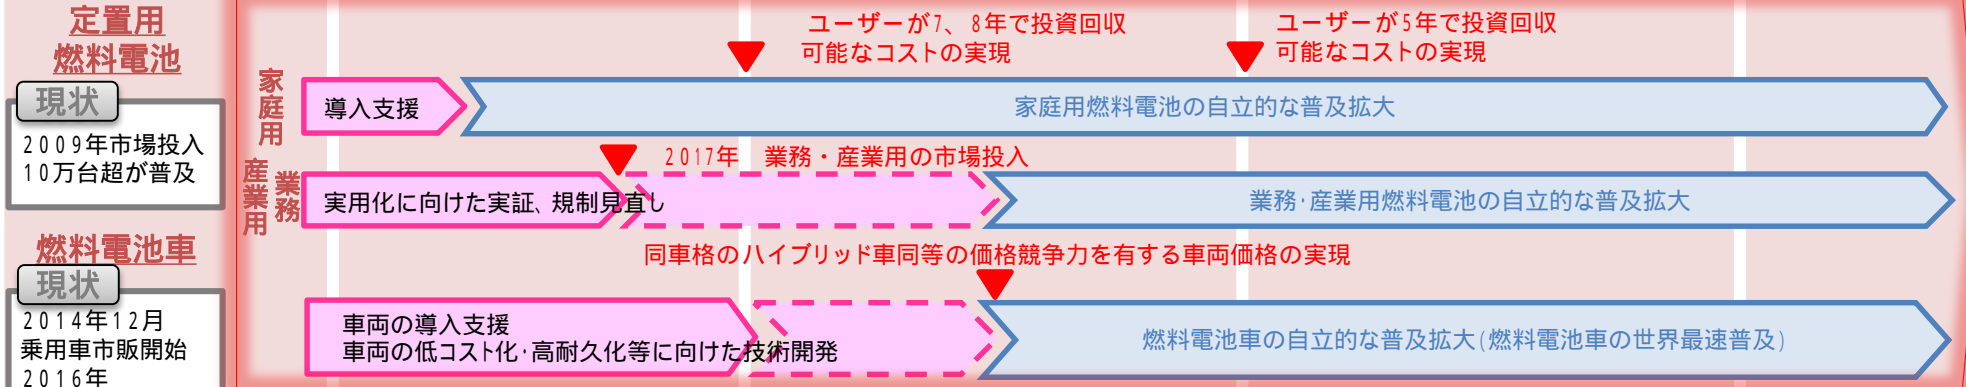 定置用
燃料電池
現状
2009年市場投入
10万台超が普及
燃料電池車
現状
2014年12月
乗用車市販開始
2016年
家庭用
ユーザーが7、8年で投資回収
可能なコストの実現
ユーザーが5年で投資回収
可能なコストの実現
導入支援
家庭用燃料電池の自立的な普及拡大
業務
産業用
2017年　業務・産業用の市場投入
実用化に向けた実証、規制見直し
業務・産業用燃料電池の自立的な普及拡大
同車格のハイブリッド車同等の価格競争力を有する車両価格の実現
車両の導入支援
車両の低コスト化・高耐久化等に向けた技術開発
燃料電池車の自立的な普及拡大(燃料電池車の世界最速普及)